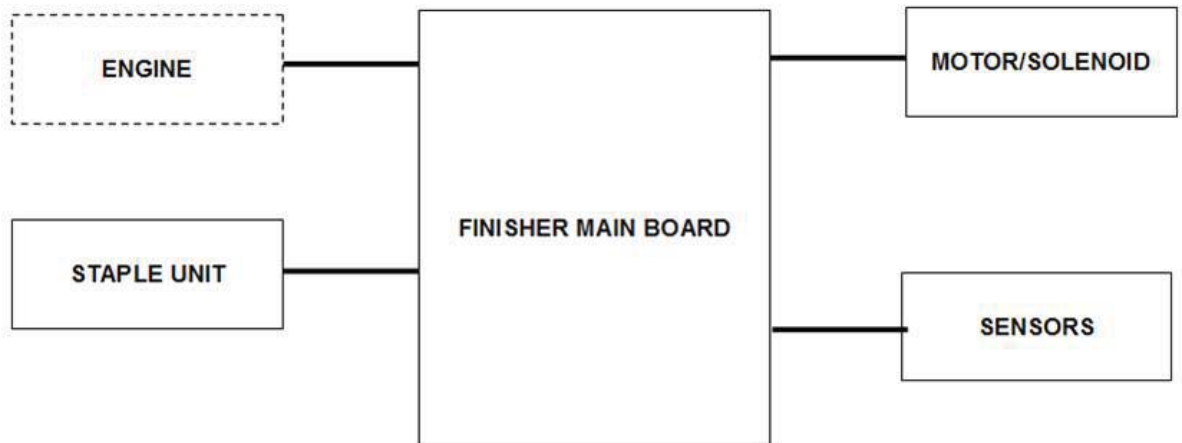 ENGINE
MOTOR/SOLENOID
FINISHER MAIN BOARD
STAPLE UNIT
SENSORS